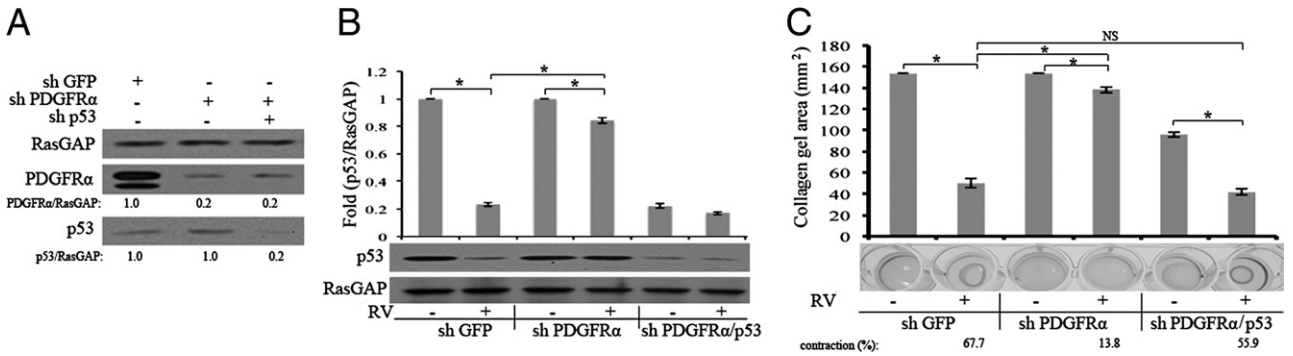 A
sh GFP + - -
sh PDGFRα - + +
sh p53 - - +
RasGAP
PDGFRα
PDGFRα/RasGAP: 1.0 0.2 0.2
p53
p53/RasGAP: 1.0 1.0 0.2
B
Fold (p53/RasGAP)
1.2
1
0.8
0.6
0.4
0.2
0
* * *
p53
RasGAP
RV - + - + - +
sh GFP sh PDGFRα sh PDGFRα/p53
C
Collagen gel area (mm²)
180
160
140
120
100
80
60
40
20
0
NS
* * * *
RV - + - + - +
sh GFP sh PDGFRα sh PDGFRα/p53
contraction (%): 67.7 13.8 55.9